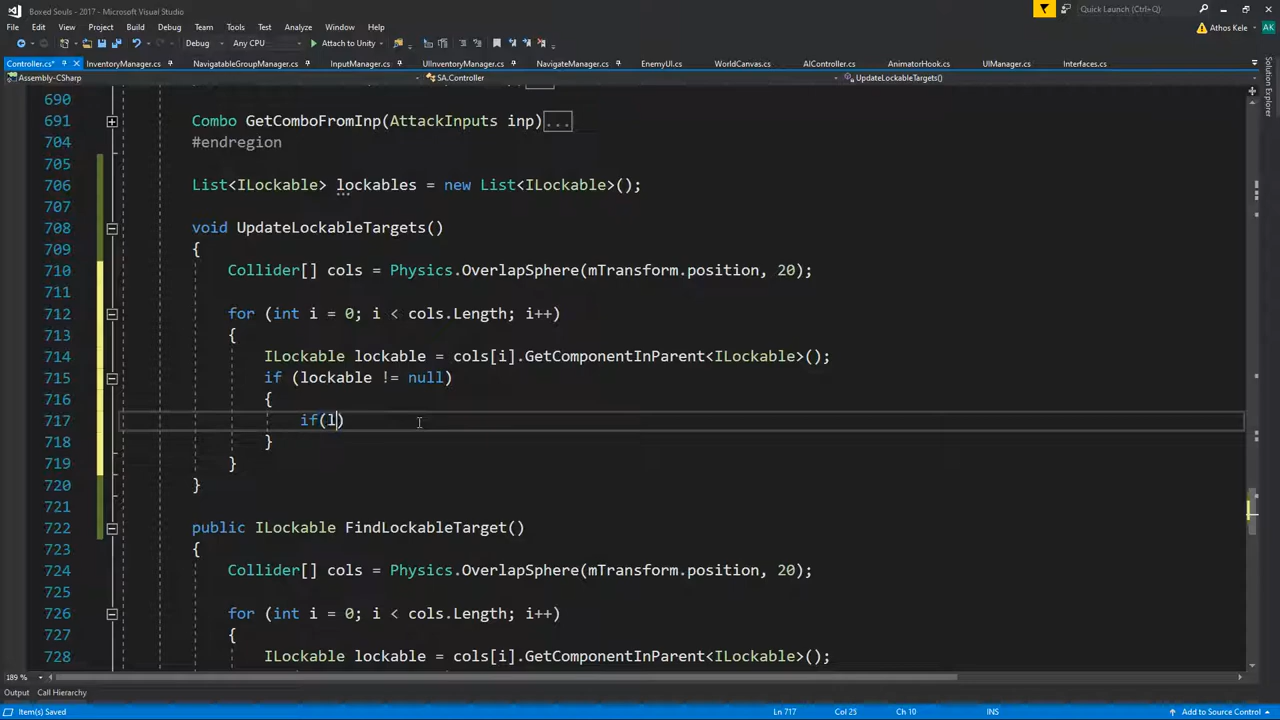 Boxed Souls - 2017 - Microsoft Visual Studio
Quick Launch (Ctrl+Q)
File Edit View Project Build Debug Team Tools Test Analyze Window Help
Athos Kele AK
Debug Any CPU Attach to Unity
Controller.cs* InventoryManager.cs NavigatableGroupManager.cs InputManager.cs UIInventoryManager.cs NavigateManager.cs EnemyUI.cs WorldCanvas.cs AIController.cs AnimatorHook.cs UIManager.cs Interfaces.cs
Assembly-CSharp SA.Controller UpdateLockableTargets()
Solution Explorer
690
691 Combo GetComboFromInp(AttackInputs inp)...
704 #endregion
705
706 List<ILockable> lockables = new List<ILockable>();
707
708 void UpdateLockableTargets()
709 {
710 Collider[] cols = Physics.OverlapSphere(mTransform.position, 20);
711
712 for (int i = 0; i < cols.Length; i++)
713 {
714 ILockable lockable = cols[i].GetComponentInParent<ILockable>();
715 if (lockable != null)
716 {
717 if(l)
718 }
719 }
720 }
721
722 public ILockable FindLockableTarget()
723 {
724 Collider[] cols = Physics.OverlapSphere(mTransform.position, 20);
725
726 for (int i = 0; i < cols.Length; i++)
727 {
728 ILockable lockable = cols[i].GetComponentInParent<ILockable>();
189 %
Output Call Hierarchy
Item(s) Saved Ln 717 Col 25 Ch 10 INS Add to Source Control